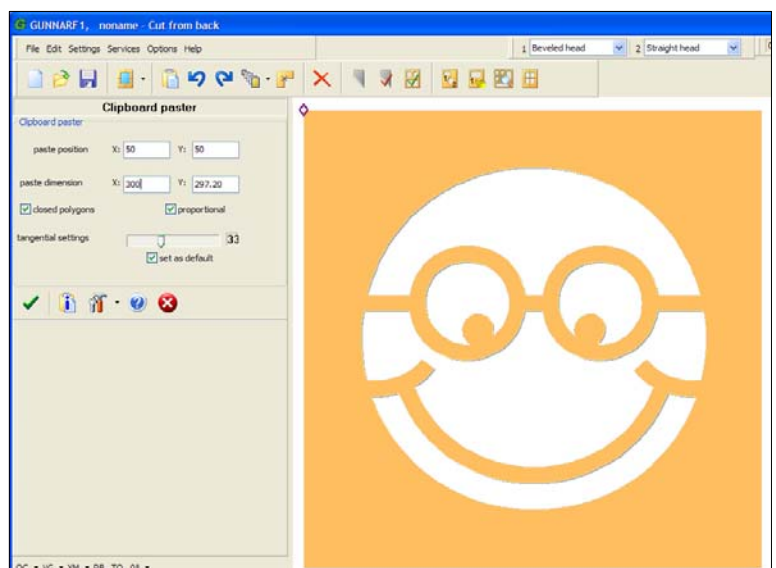 GUNNARF1, noname - Cut from back
File Edit Settings Services Options Help
1 Beveled head 2 Straight head
Clipboard paster
Clipboard paster
paste position X: 50 Y: 50
paste dimension X: 300 Y: 297.20
closed polygons proportional
tangential settings 33
set as default